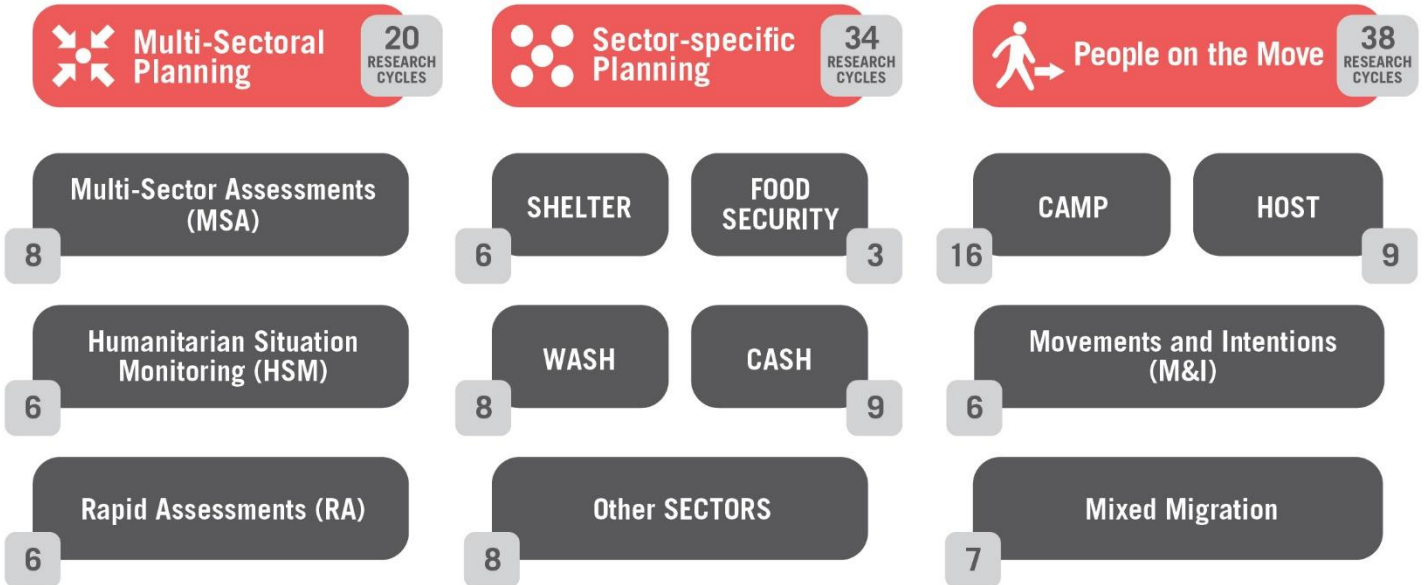 Multi-Sectoral
Planning
20
RESEARCH
CYCLES
Multi-Sector Assessments
(MSA)
8
Humanitarian Situation
Monitoring (HSM)
6
Rapid Assessments (RA)
6
Sector-specific
Planning
34
RESEARCH
CYCLES
SHELTER
6
FOOD
SECURITY
3
WASH
8
CASH
9
Other SECTORS
8
People on the Move
38
RESEARCH
CYCLES
CAMP
16
HOST
9
Movements and Intentions
(M&I)
6
Mixed Migration
7